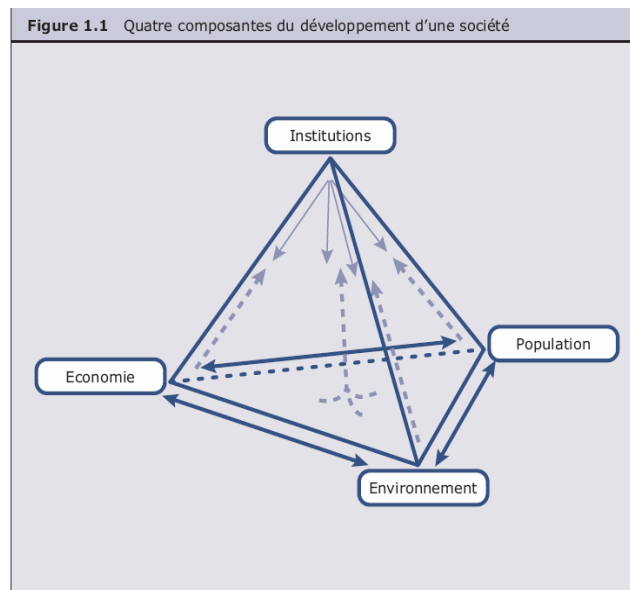 Figure 1.1 Quatre composantes du développement d'une société
Institutions
Population
Economie
Environnement